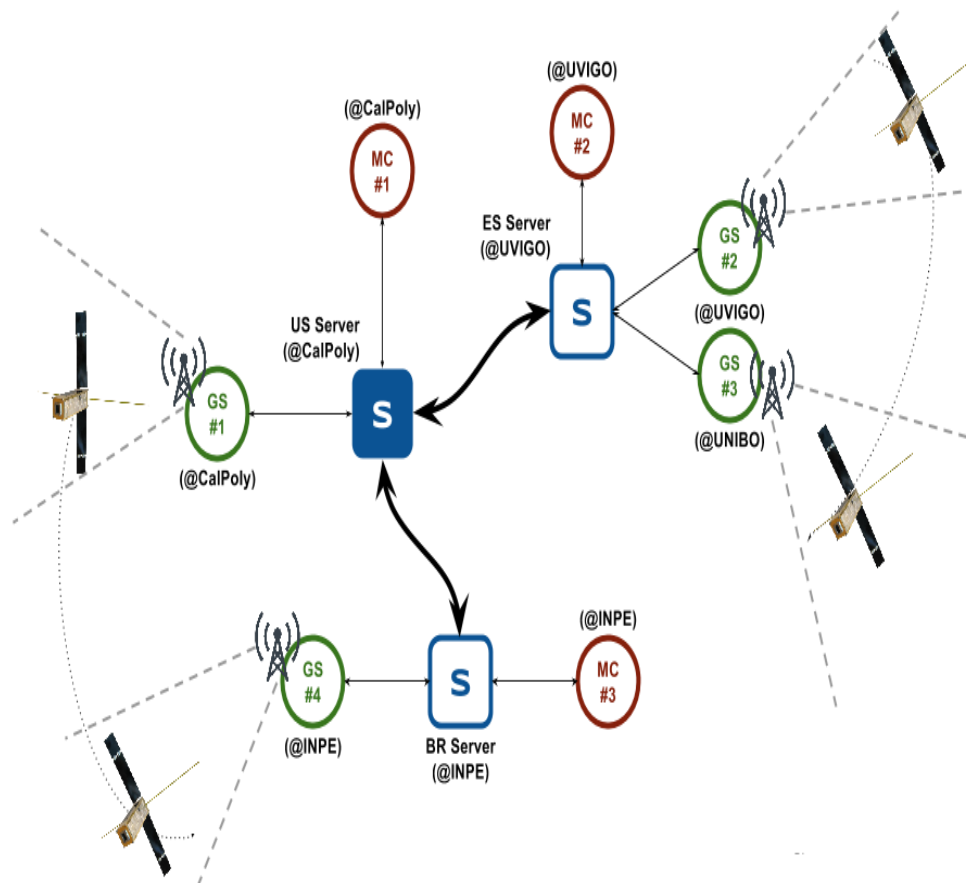 (@UVIGO)
MC
#2
(@CalPoly)
MC
#1
ES Server
(@UVIGO)
GS
#2
(@UVIGO)
S
US Server
(@CalPoly)
GS
#3
(@UNIBO)
S
GS
#1
(@CalPoly)
(@INPE)
MC
#3
GS
#4
(@INPE)
S
BR Server
(@INPE)